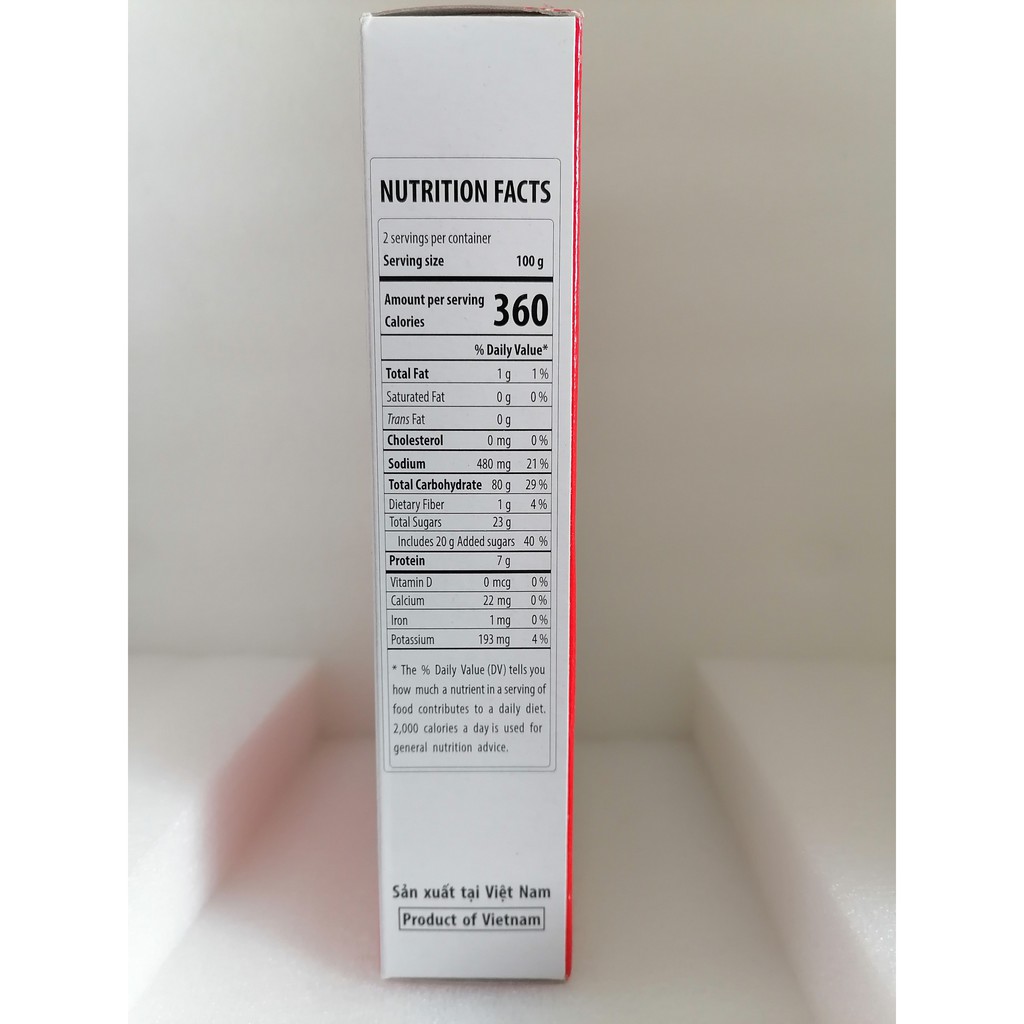 NUTRITION FACTS
2 servings per container
Serving size 100 g
Amount per serving
Calories 360
% Daily Value*
Total Fat 1 g 1 %
Saturated Fat 0 g 0 %
Trans Fat 0 g
Cholesterol 0 mg 0 %
Sodium 480 mg 21 %
Total Carbohydrate 80 g 29 %
Dietary Fiber 1 g 4 %
Total Sugars 23 g
Includes 20 g Added sugars 40 %
Protein 7 g
Vitamin D 0 mcg 0 %
Calcium 22 mg 0 %
Iron 1 mg 0 %
Potassium 193 mg 4 %
* The % Daily Value (DV) tells you
how much a nutrient in a serving of
food contributes to a daily diet.
2,000 calories a day is used for
general nutrition advice.
Sản xuất tại Việt Nam
Product of Vietnam